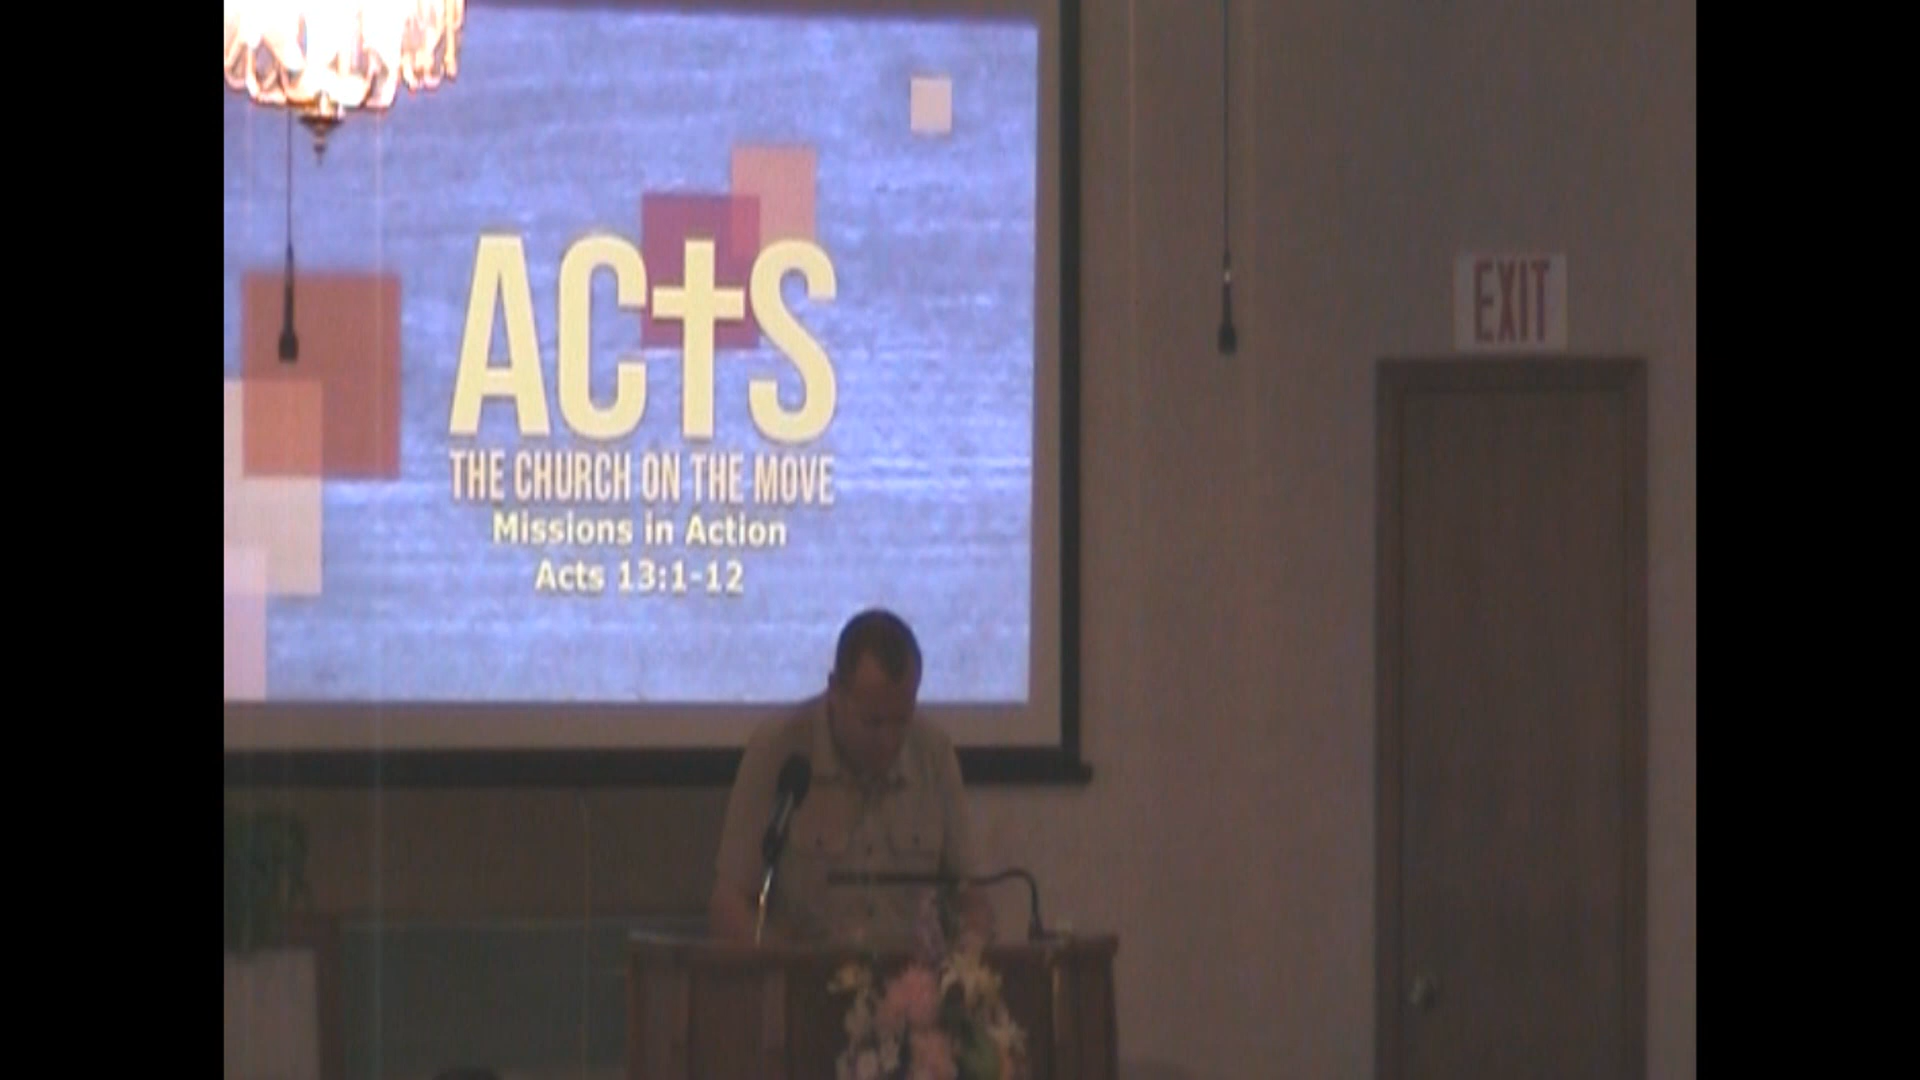 ACtS
THE CHURCH ON THE MOVE
Missions in Action
Acts 13:1-12
EXIT